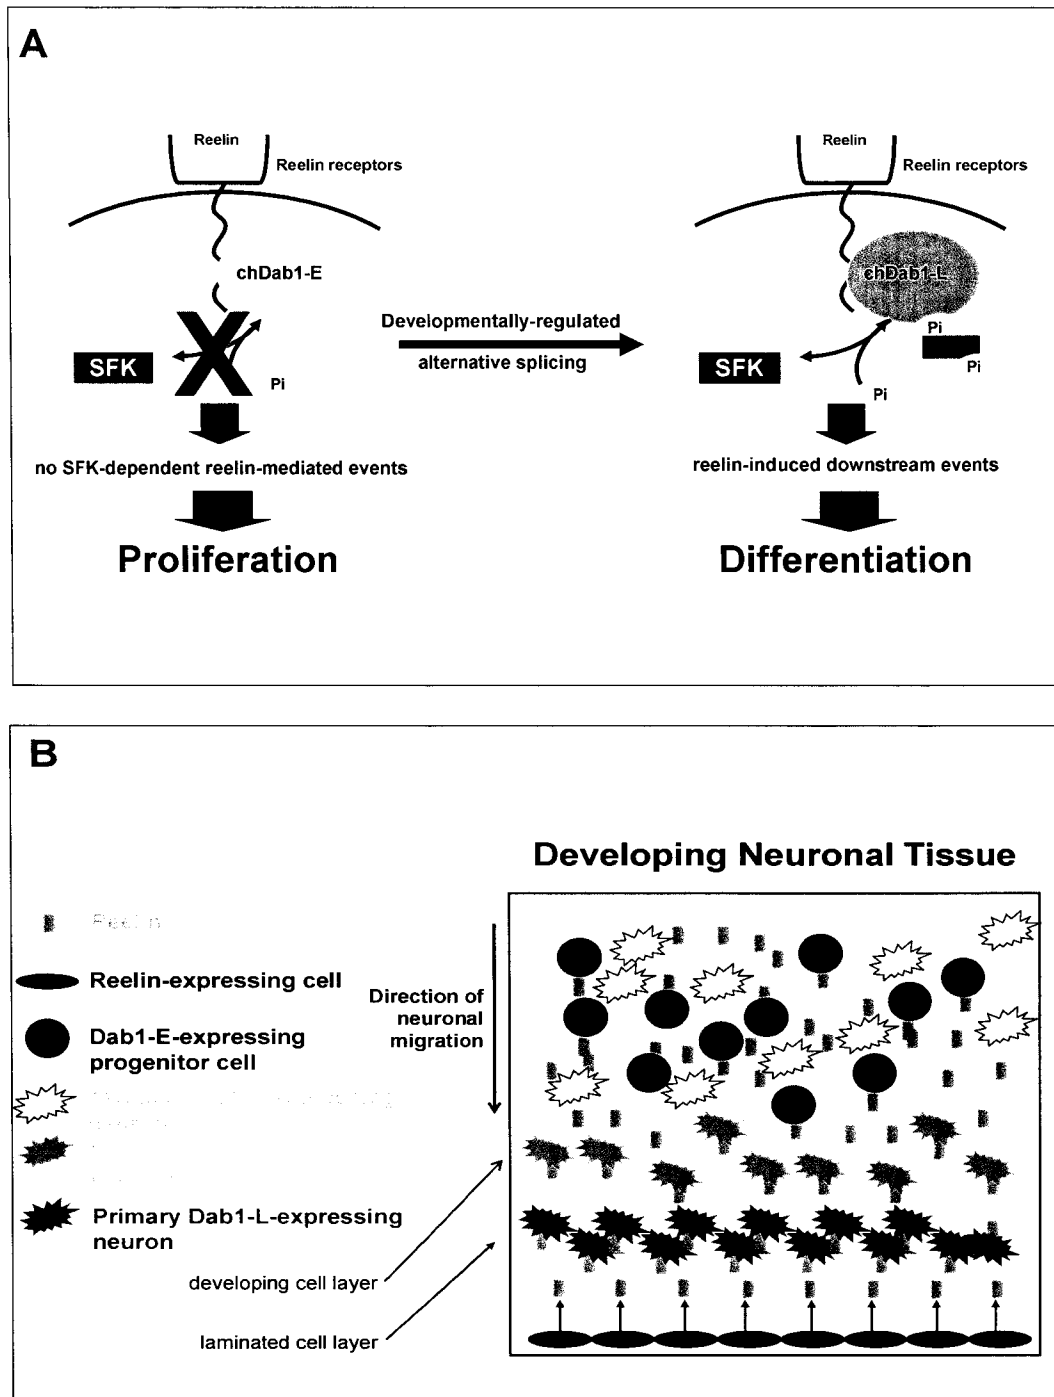 A
Reelin
Reelin receptors
chDab1-E
SFK
Pi
no SFK-dependent reelin-mediated events
Proliferation
Developmentally-regulated
alternative splicing
Reelin
Reelin receptors
chDab1-L
Pi
Pi
SFK
Pi
reelin-induced downstream events
Differentiation
B
Developing Neuronal Tissue
Reelin
Reelin-expressing cell
Dab1-E-expressing
progenitor cell
Primary Dab1-L-expressing
neuron
developing cell layer
laminated cell layer
Direction of
neuronal
migration